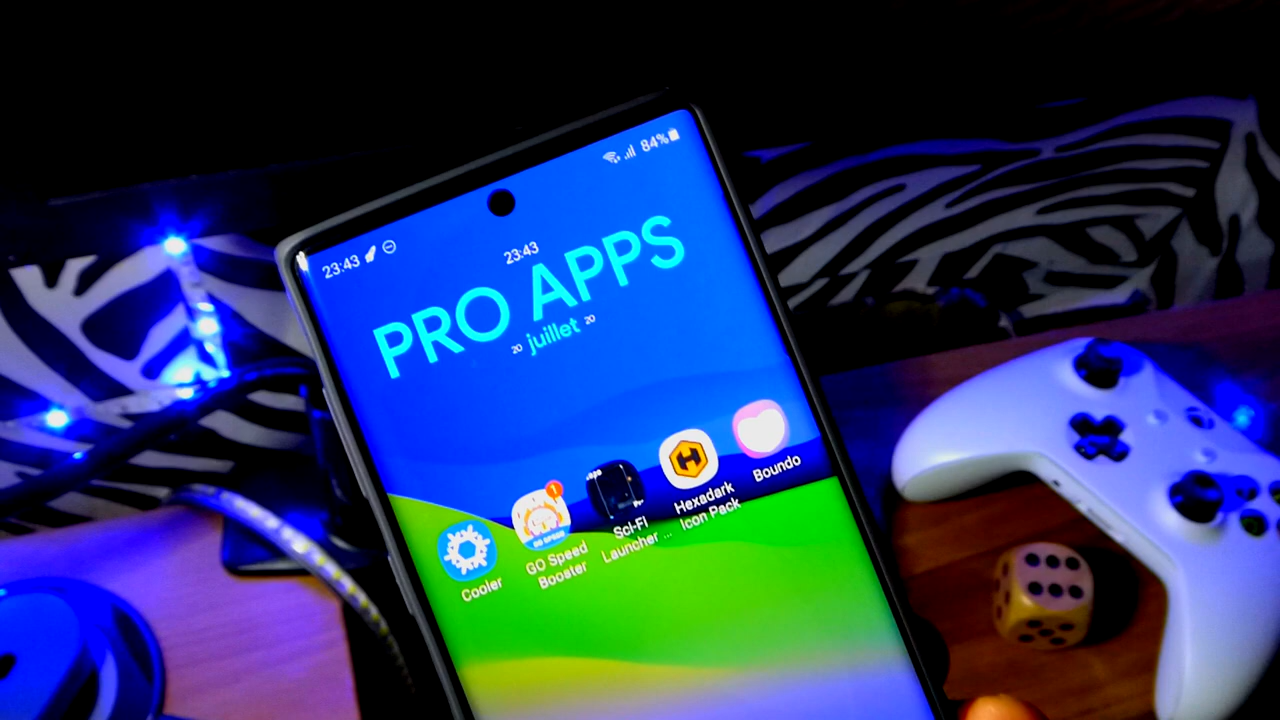 23:43
84%
23:43
PRO APPS
20 juillet 20
1
Cooler
GO Speed
Booster
Sci-Fi
Launcher ...
Hexadark
Icon Pack
Boundo